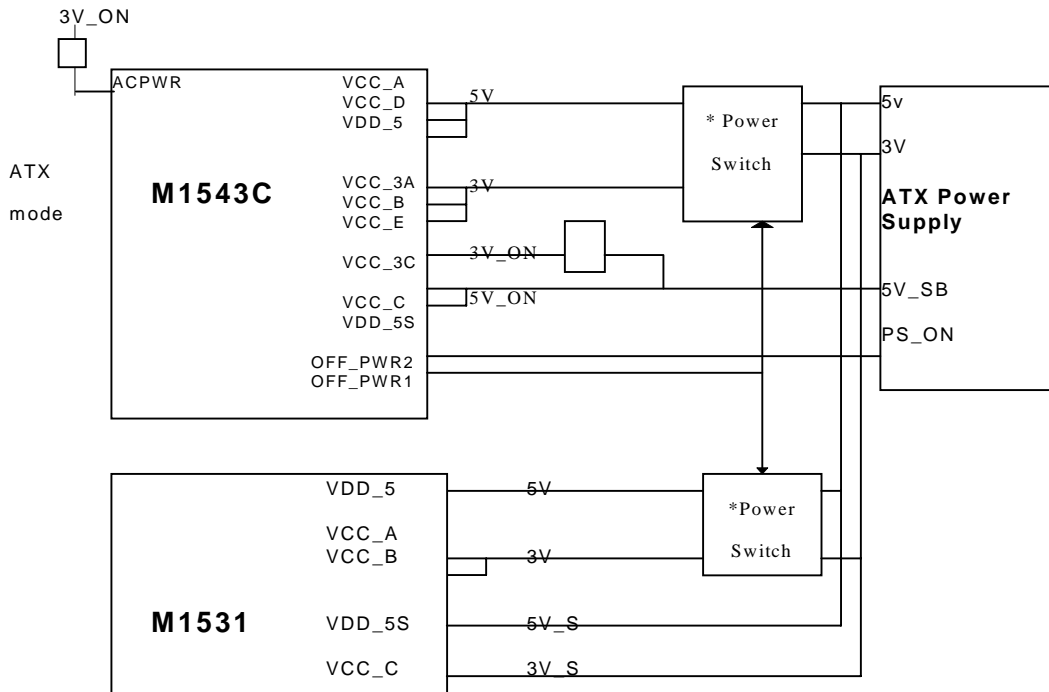 3V_ON
ACPWR
ATX
mode
M1543C
VCC_A
VCC_D
VDD_5
VCC_3A
VCC_B
VCC_E
VCC_3C
VCC_C
VDD_5S
OFF_PWR2
OFF_PWR1
5V
3V
3V_ON
5V_ON
* Power
Switch
5v
3V
ATX Power
Supply
5V_SB
PS_ON
M1531
VDD_5
VCC_A
VCC_B
VDD_5S
VCC_C
5V
3V
5V_S
3V_S
*Power
Switch